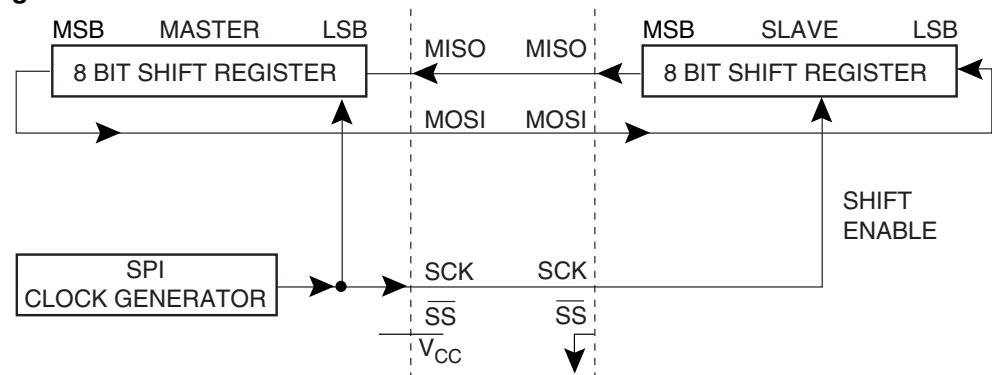 g
MSB MASTER LSB
MISO MISO
MSB SLAVE LSB
8 BIT SHIFT REGISTER
8 BIT SHIFT REGISTER
MOSI MOSI
SHIFT
ENABLE
SPI
CLOCK GENERATOR
SCK SCK
SS SS
VCC